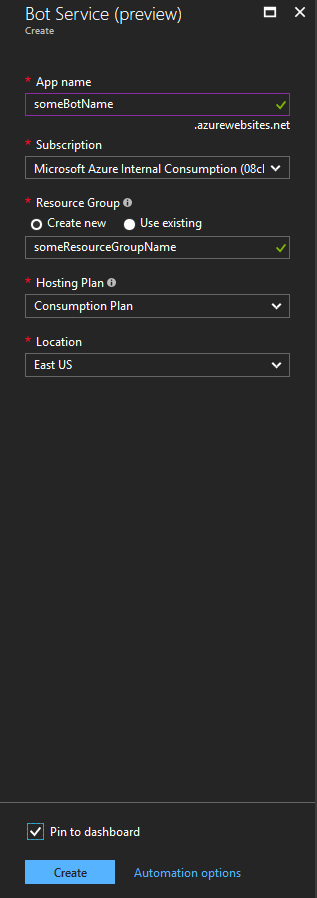 Bot Service (preview)
Create
* App name
someBotName
.azurewebsites.net
* Subscription
Microsoft Azure Internal Consumption (08cl
* Resource Group
Create new Use existing
someResourceGroupName
* Hosting Plan
Consumption Plan
* Location
East US
Pin to dashboard
Create Automation options